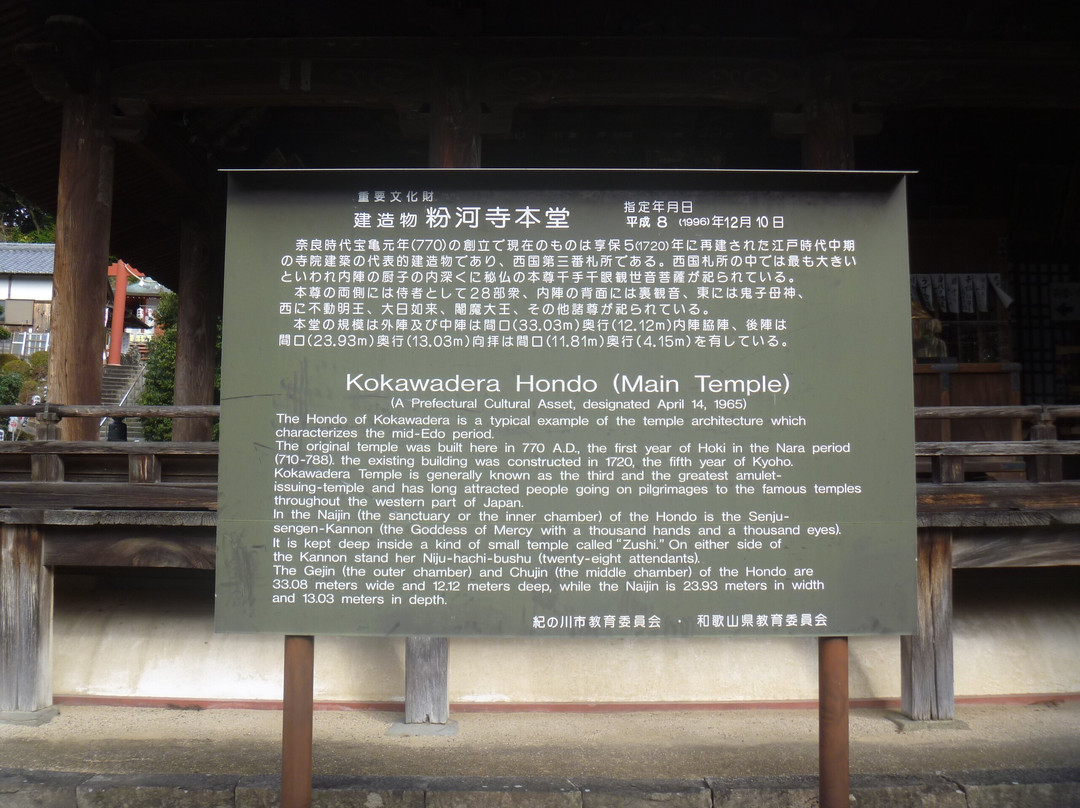 重要文化財
建造物 粉河寺本堂
指定年月日
平成8 (1996)年12月10日
奈良時代宝亀元年(770)の創立で現在のものは享保5(1720)年に再建された江戸時代中期
の寺院建築の代表的建造物であり、西国第三番札所である。西国札所の中では最も大きい
といわれ内陣の厨子の内深くに秘仏の本尊千手千眼観世音菩薩が祀られている。
本尊の両側には侍者として28部衆、内陣の背面には裏観音、東には鬼子母神、
西に不動明王、大日如来、閻魔大王、その他諸尊が祀られている。
本堂の規模は外陣及び中陣は間口(33.03m)奥行(12.12m)内陣脇陣、後陣は
間口(23.93m)奥行(13.03m)向拝は間口(11.81m)奥行(4.15m)を有している。
Kokawadera Hondo (Main Temple)
(A Prefectural Cultural Asset, designated April 14, 1965)
The Hondo of Kokawadera is a typical example of the temple architecture which
characterizes the mid-Edo period.
The original temple was built here in 770 A.D., the first year of Hoki in the Nara period
(710-788). the existing building was constructed in 1720, the fifth year of Kyoho.
Kokawadera Temple is generally known as the third and the greatest amulet-
issuing-temple and has long attracted people going on pilgrimages to the famous temples
throughout the western part of Japan.
In the Naijin (the sanctuary or the inner chamber) of the Hondo is the Senju-
sengen-Kannon (the Goddess of Mercy with a thousand hands and a thousand eyes).
It is kept deep inside a kind of small temple called "Zushi." On either side of
the Kannon stand her Niju-hachi-bushu (twenty-eight attendants).
The Gejin (the outer chamber) and Chujin (the middle chamber) of the Hondo are
33.08 meters wide and 12.12 meters deep, while the Naijin is 23.93 meters in width
and 13.03 meters in depth.
紀の川市教育委員会 ・ 和歌山県教育委員会